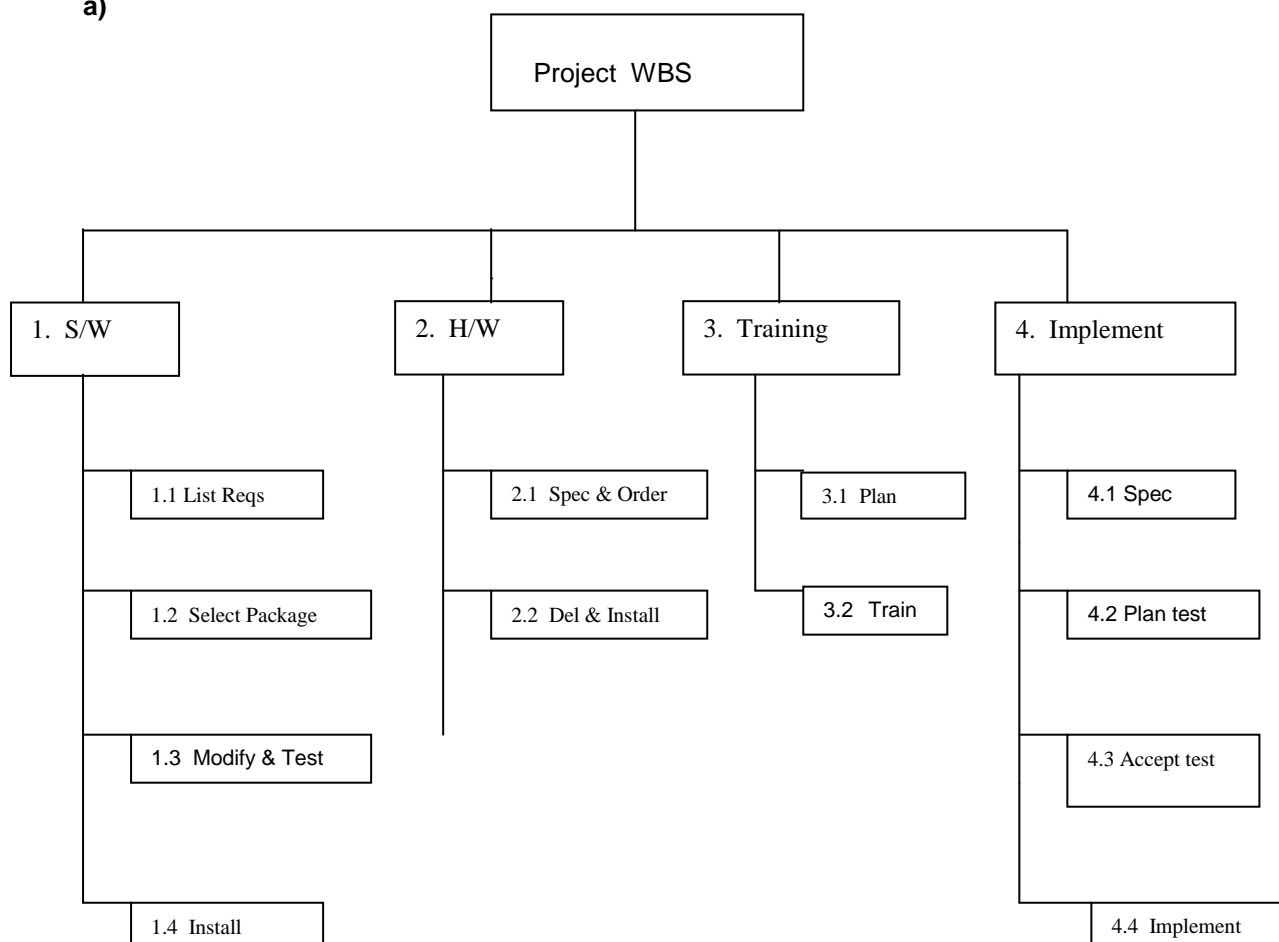 a)
Project WBS
1. S/W
2. H/W
3. Training
4. Implement
1.1 List Reqs
2.1 Spec & Order
3.1 Plan
4.1 Spec
1.2 Select Package
2.2 Del & Install
3.2 Train
4.2 Plan test
1.3 Modify & Test
4.3 Accept test
1.4 Install
4.4 Implement